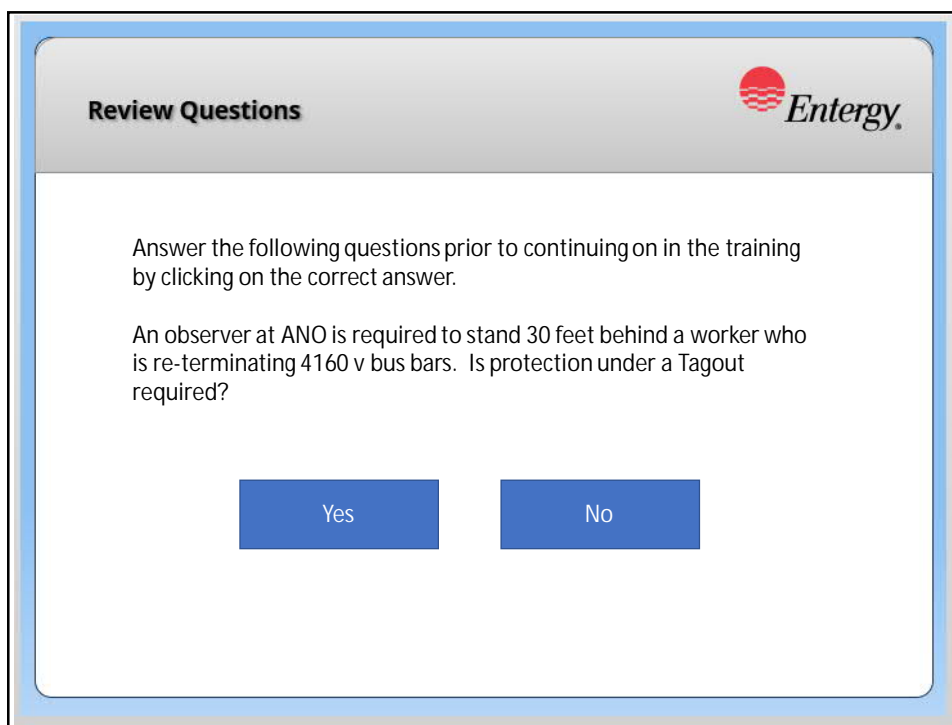 Review Questions
Entergy.
Answer the following questions prior to continuing on in the training
by clicking on the correct answer.
An observer at ANO is required to stand 30 feet behind a worker who
is re-terminating 4160 v bus bars. Is protection under a Tagout
required?
Yes
No